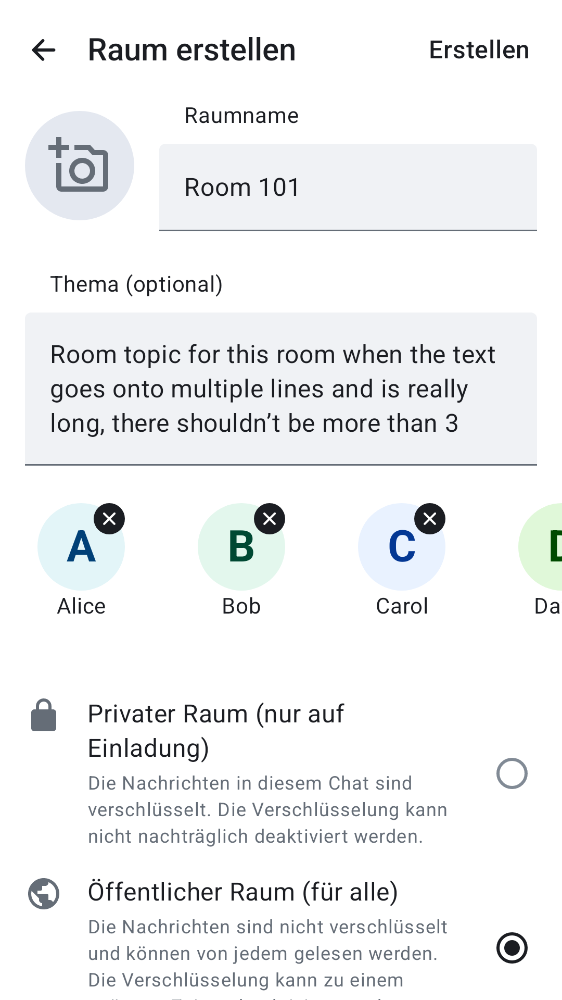 Raum erstellen
Erstellen
Raumname
Room 101
Thema (optional)
Room topic for this room when the text
goes onto multiple lines and is really
long, there shouldn’t be more than 3
A
B
C
Alice
Bob
Carol
Da
Privater Raum (nur auf
Einladung)
Die Nachrichten in diesem Chat sind
verschlüsselt. Die Verschlüsselung kann
nicht nachträglich deaktiviert werden.
Öffentlicher Raum (für alle)
Die Nachrichten sind nicht verschlüsselt
und können von jedem gelesen werden.
Die Verschlüsselung kann zu einem